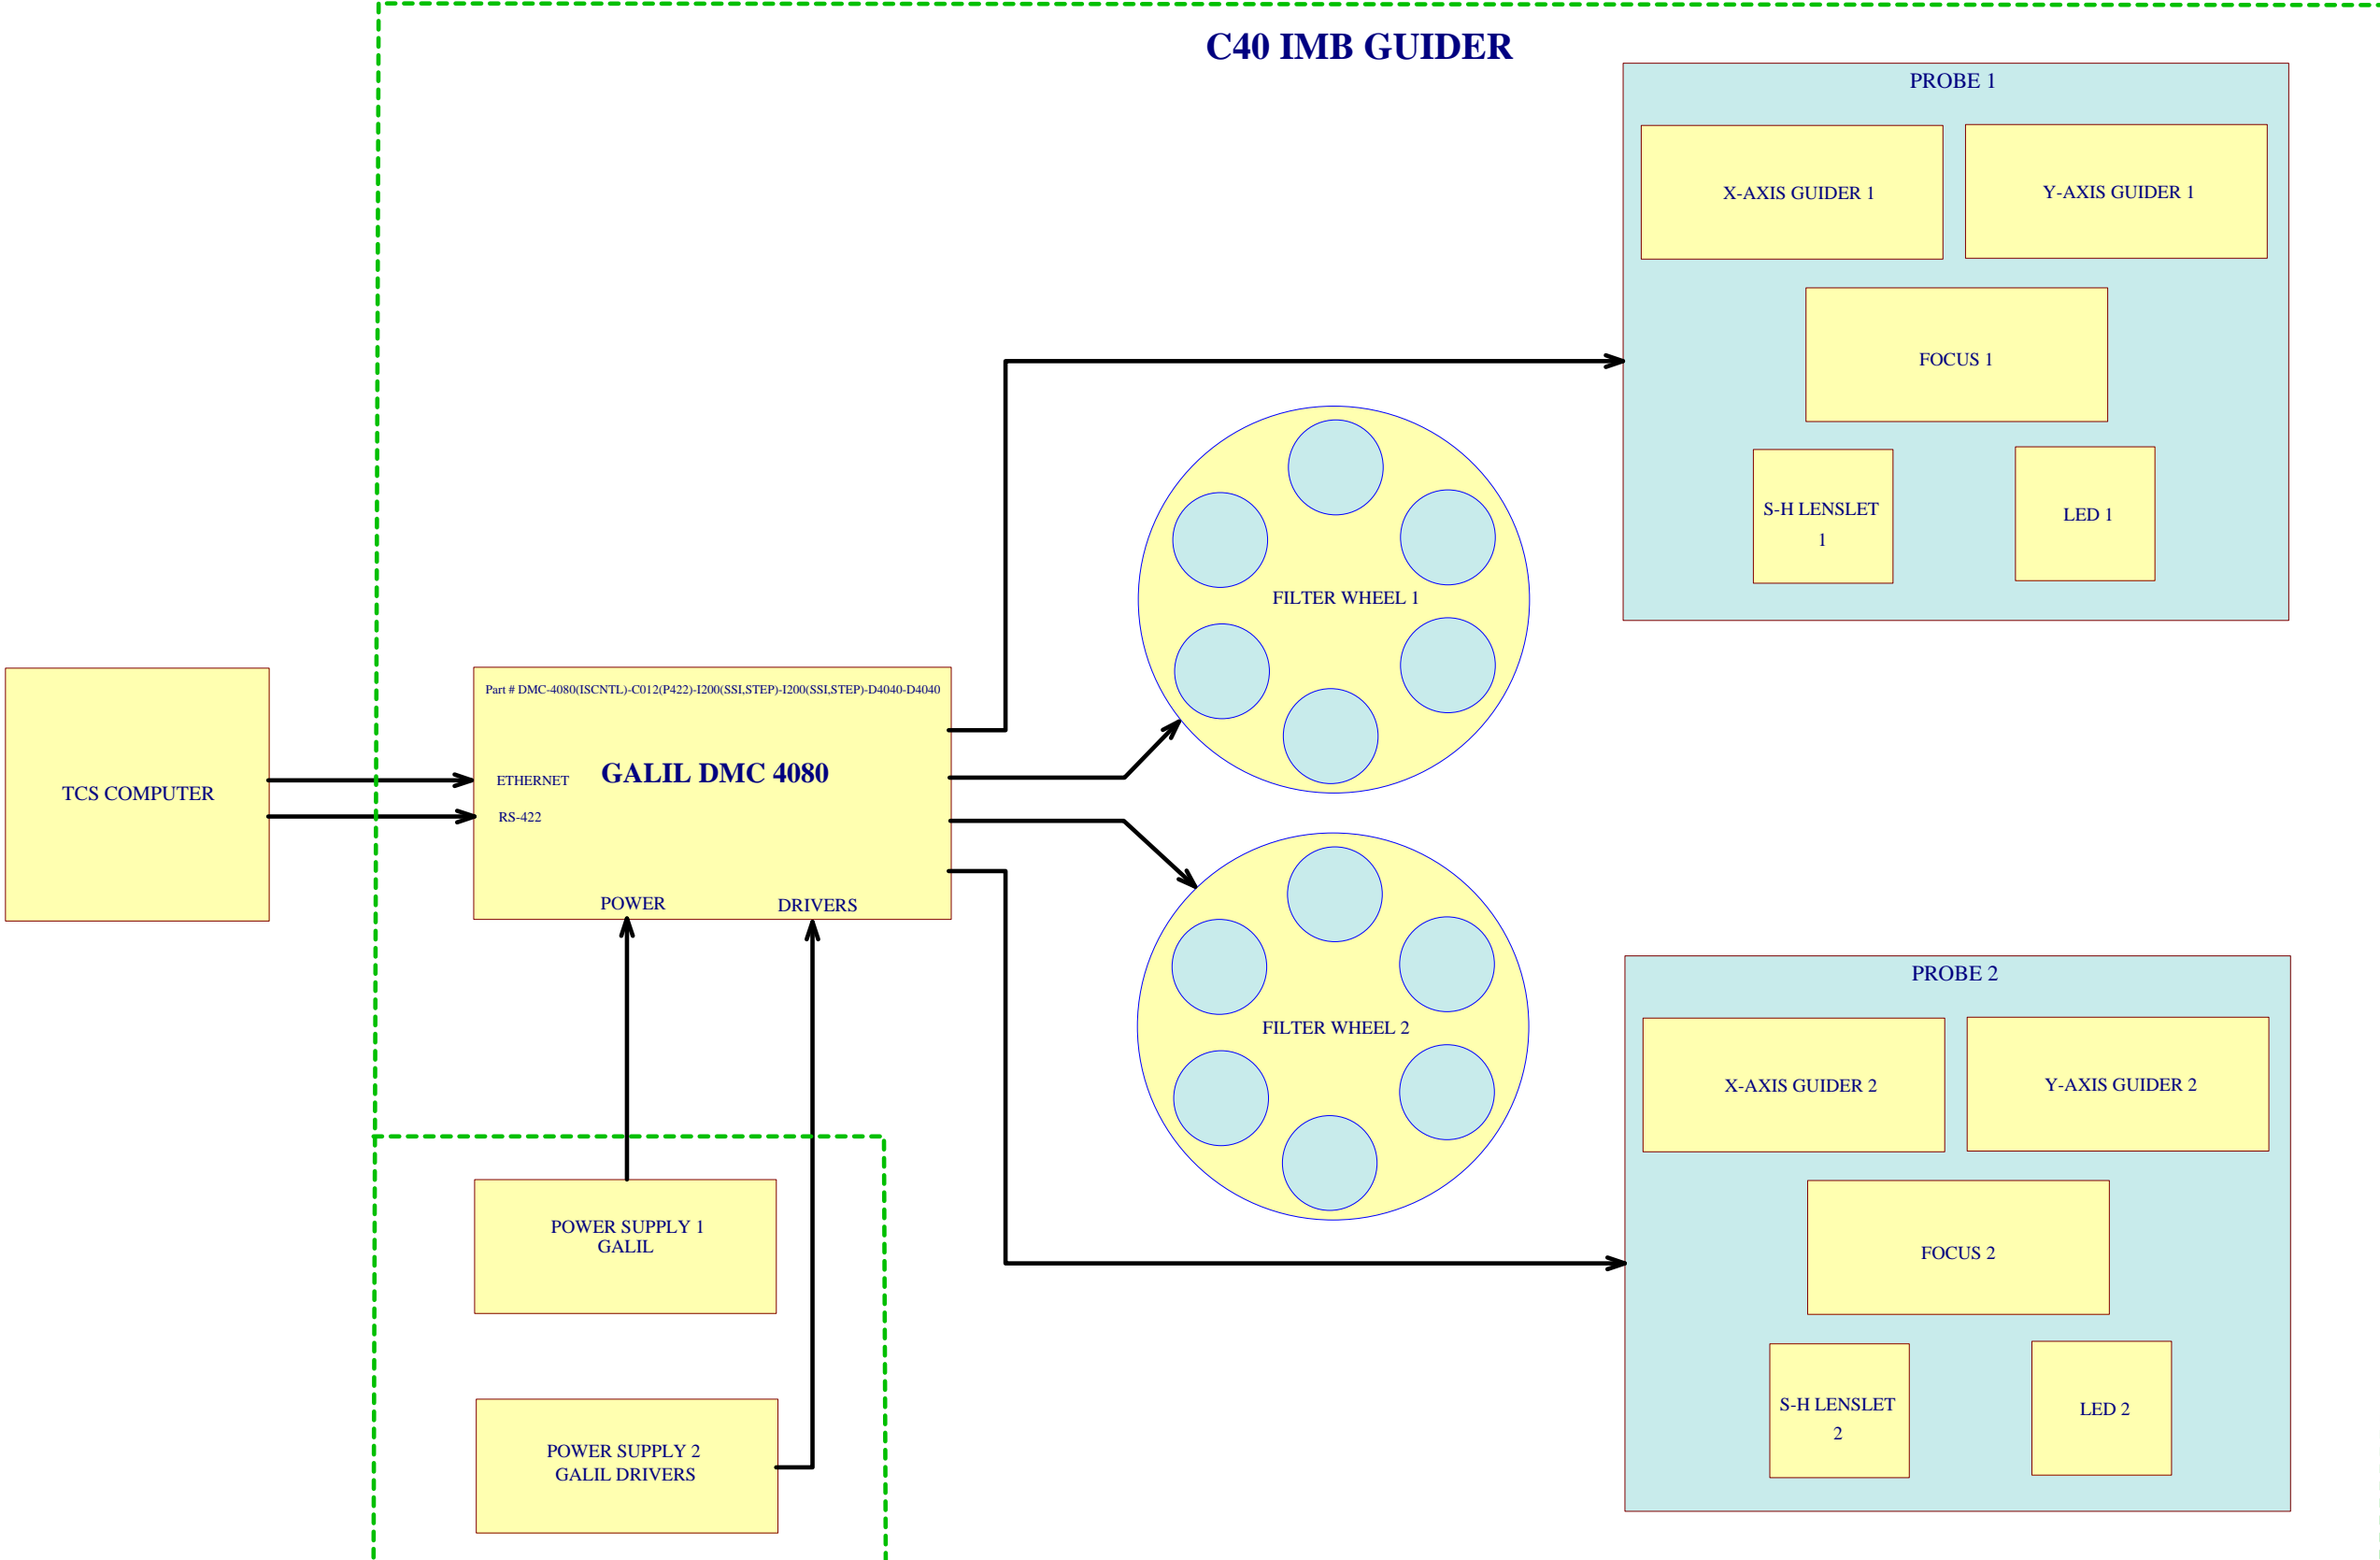 C40 IMB GUIDER
PROBE 1
X-AXIS GUIDER 1
Y-AXIS GUIDER 1
FOCUS 1
S-H LENSLET
1
LED 1
FILTER WHEEL 1
TCS COMPUTER
Part # DMC-4080(ISCNTL)-C012(P422)-I200(SSI,STEP)-I200(SSI,STEP)-D4040-D4040
GALIL DMC 4080
ETHERNET
RS-422
POWER
DRIVERS
FILTER WHEEL 2
PROBE 2
X-AXIS GUIDER 2
Y-AXIS GUIDER 2
FOCUS 2
S-H LENSLET
2
LED 2
POWER SUPPLY 1
GALIL
POWER SUPPLY 2
GALIL DRIVERS